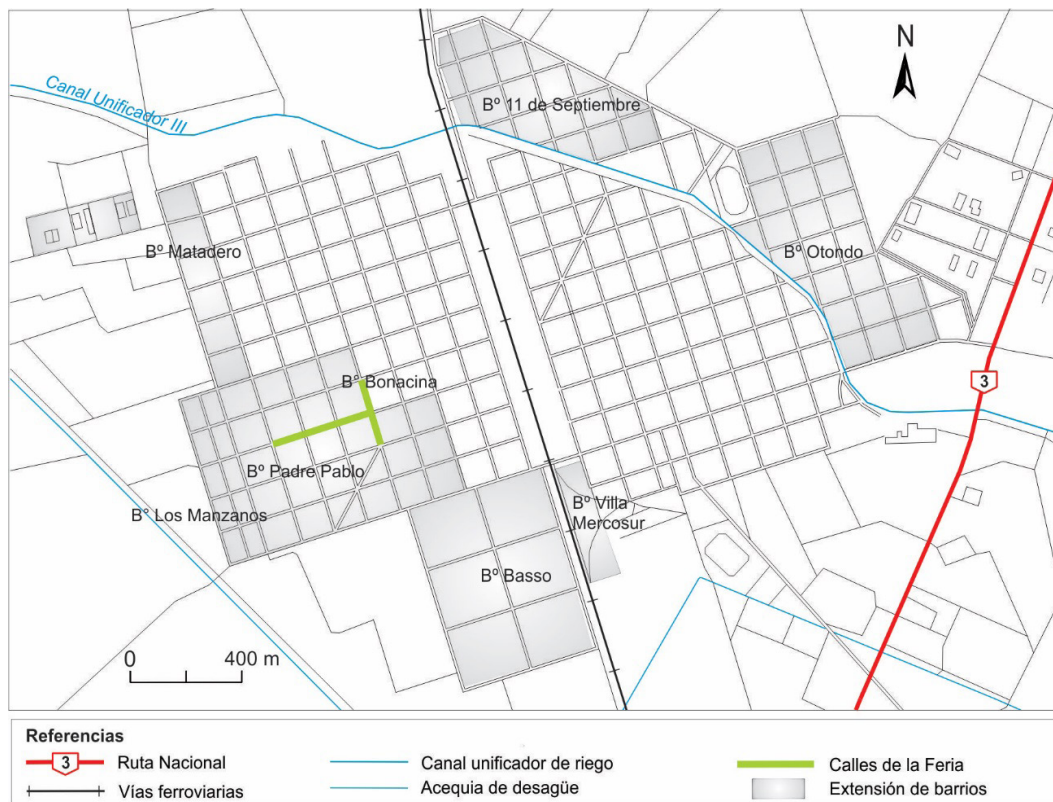 N
Canal Unificador III
Bº 11 de Septiembre
Bº Matadero
Bº Otondo
3
Bº Bonacina
Bº Padre Pablo
Bº Los Manzanos
Bº Villa
Mercosur
Bº Basso
0 400 m
Referencias
3 Ruta Nacional
Vías ferroviarias
Canal unificador de riego
Acequia de desagüe
Calles de la Feria
Extensión de barrios